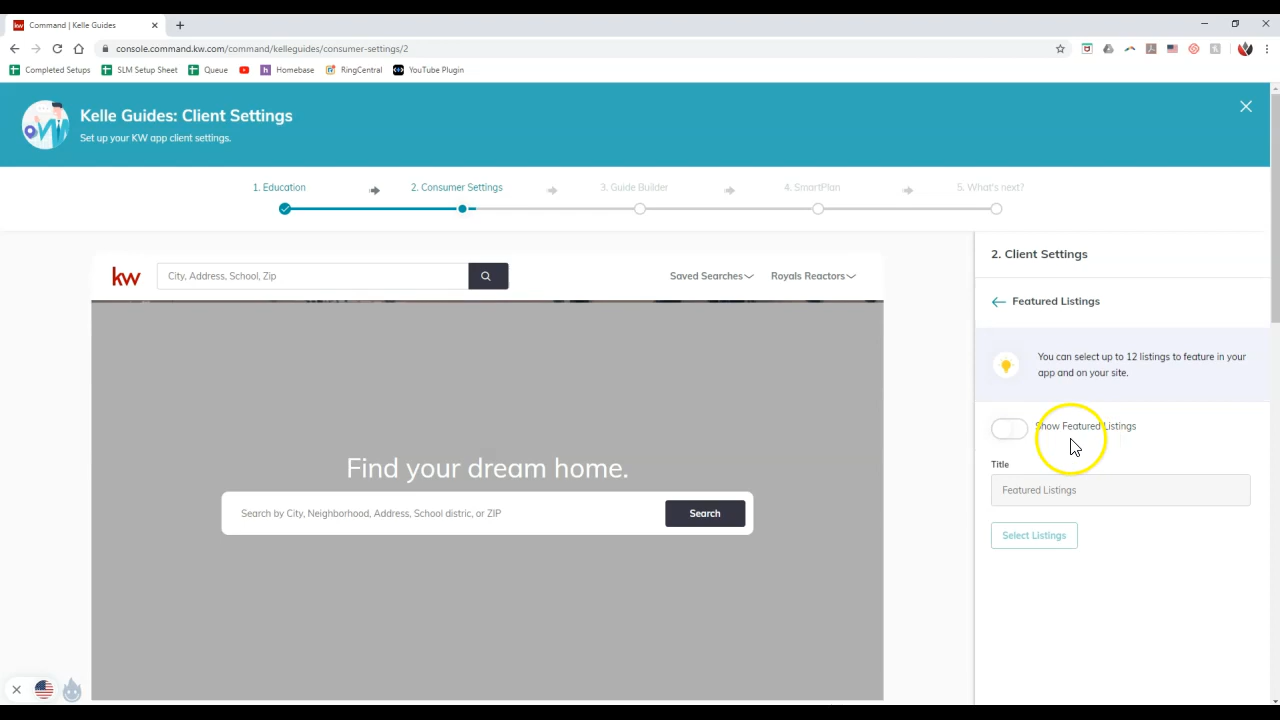 kw Command | Kelle Guides
console.command.kw.com/command/kelleguides/consumer-settings/2
Completed Setups SLM Setup Sheet Queue h Homebase RingCentral YouTube Plugin
Kelle Guides: Client Settings
Set up your KW app client settings.
1. Education 2. Consumer Settings 3. Guide Builder 4. SmartPlan 5. What's next?
kw City, Address, School, Zip Saved Searches Royals Reactors
Find your dream home.
Search by City, Neighborhood, Address, School distric, or ZIP Search
2. Client Settings
Featured Listings
You can select up to 12 listings to feature in your
app and on your site.
Show Featured Listings
Title
Featured Listings
Select Listings